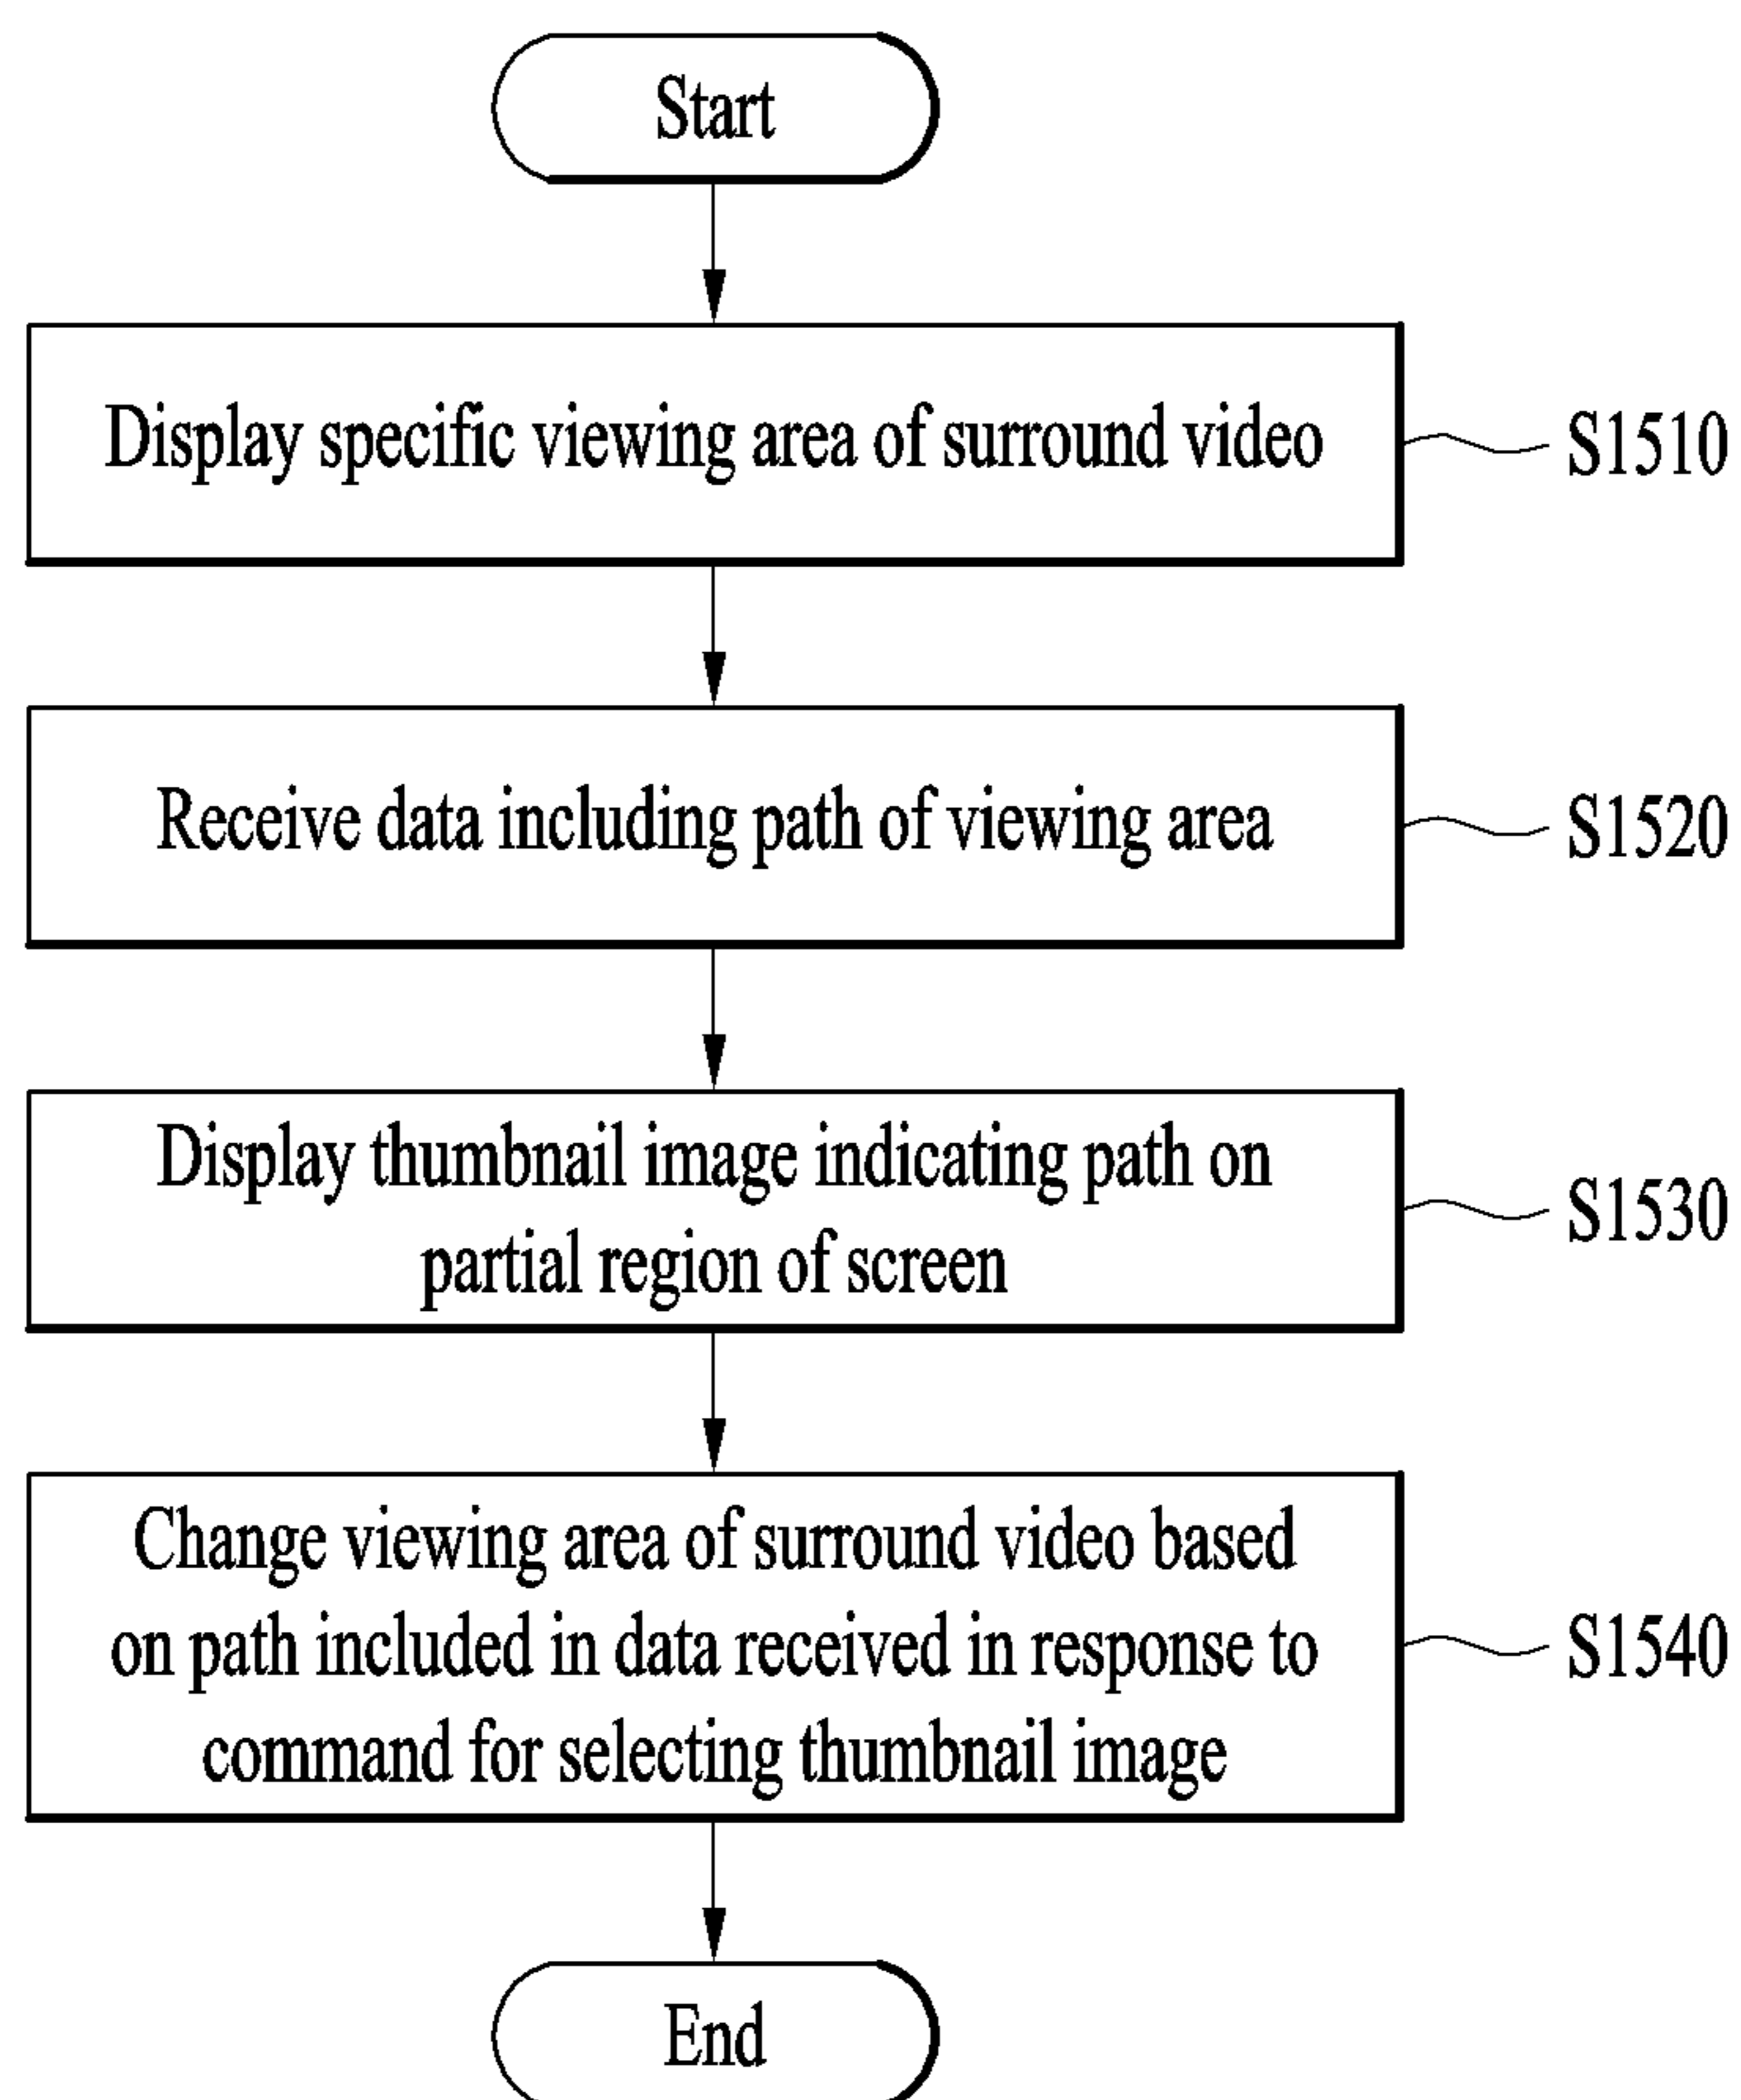 Start
Display specific viewing area of surround video
S1510
Receive data including path of viewing area
S1520
Display thumbnail image indicating path on
partial region of screen
S1530
Change viewing area of surround video based
on path included in data received in response to
command for selecting thumbnail image
S1540
End